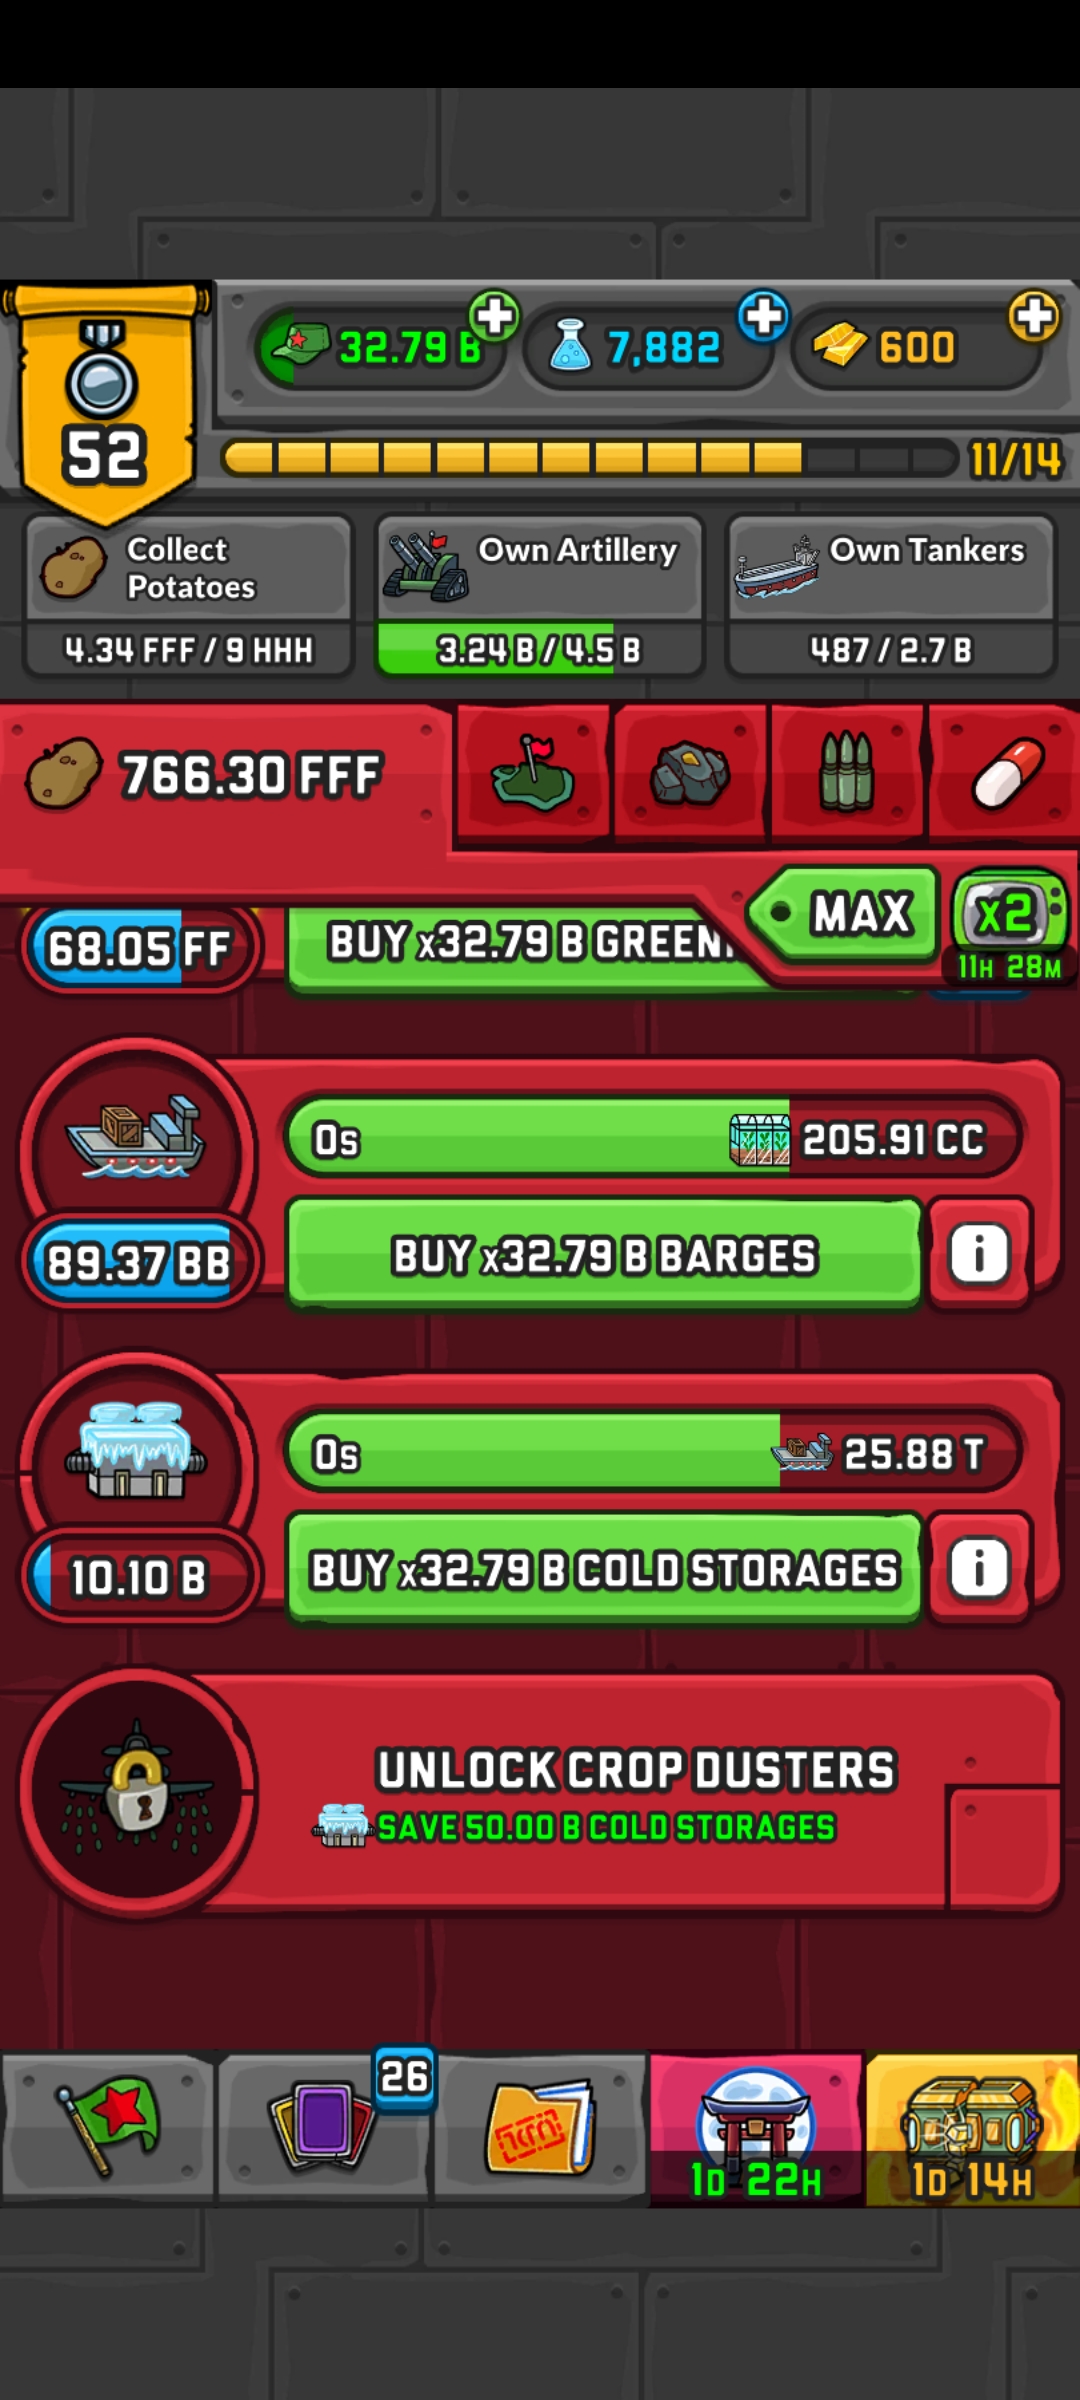 32.79 B
7,882
600
52
11/14
Collect
Potatoes
4.34 FFF / 9 HHH
Own Artillery
3.24 B / 4.5 B
Own Tankers
487 / 2.7 B
766.30 FFF
MAX
x2
11H 28M
68.05 FF
BUY x32.79 B
0s
205.91 CC
89.37 BB
BUY x32.79 B BARGES
i
0s
25.88 T
10.10 B
BUY x32.79 B COLD STORAGES
i
UNLOCK CROP DUSTERS
SAVE 50.00 B COLD STORAGES
26
1D 22H
1D 14H